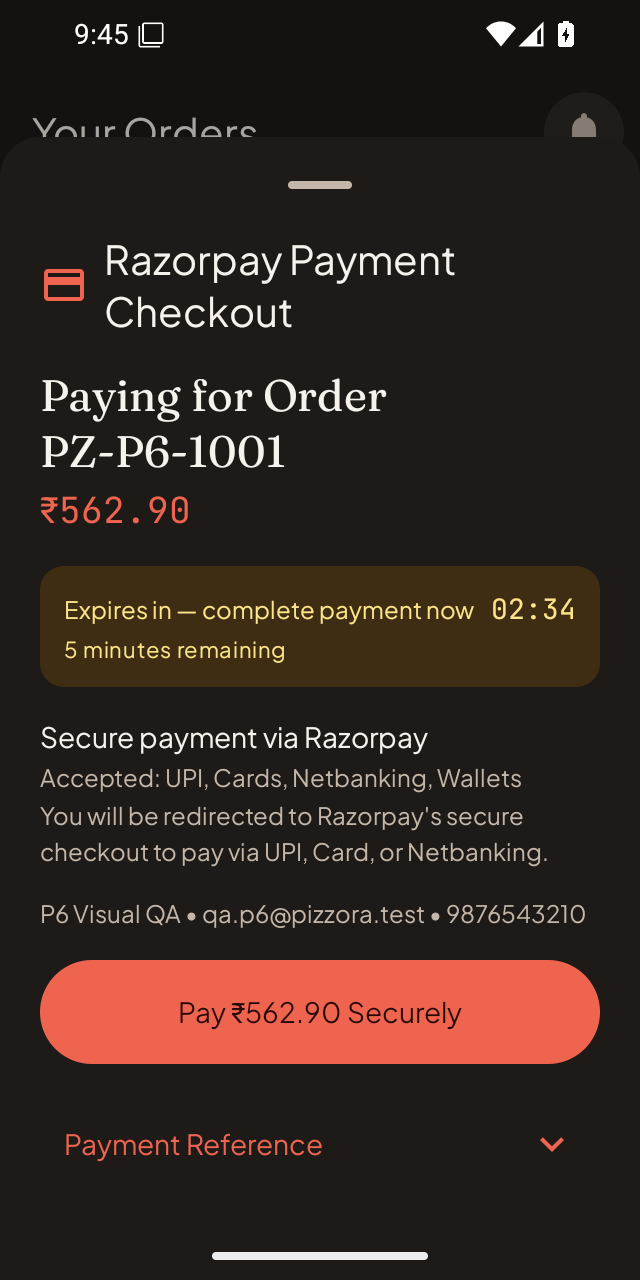 9:45
Your Orders
Razorpay Payment
Checkout
Paying for Order
PZ-P6-1001
₹562.90
Expires in — complete payment now 02:34
5 minutes remaining
Secure payment via Razorpay
Accepted: UPI, Cards, Netbanking, Wallets
You will be redirected to Razorpay's secure
checkout to pay via UPI, Card, or Netbanking.
P6 Visual QA • qa.p6@pizzora.test • 9876543210
Pay ₹562.90 Securely
Payment Reference